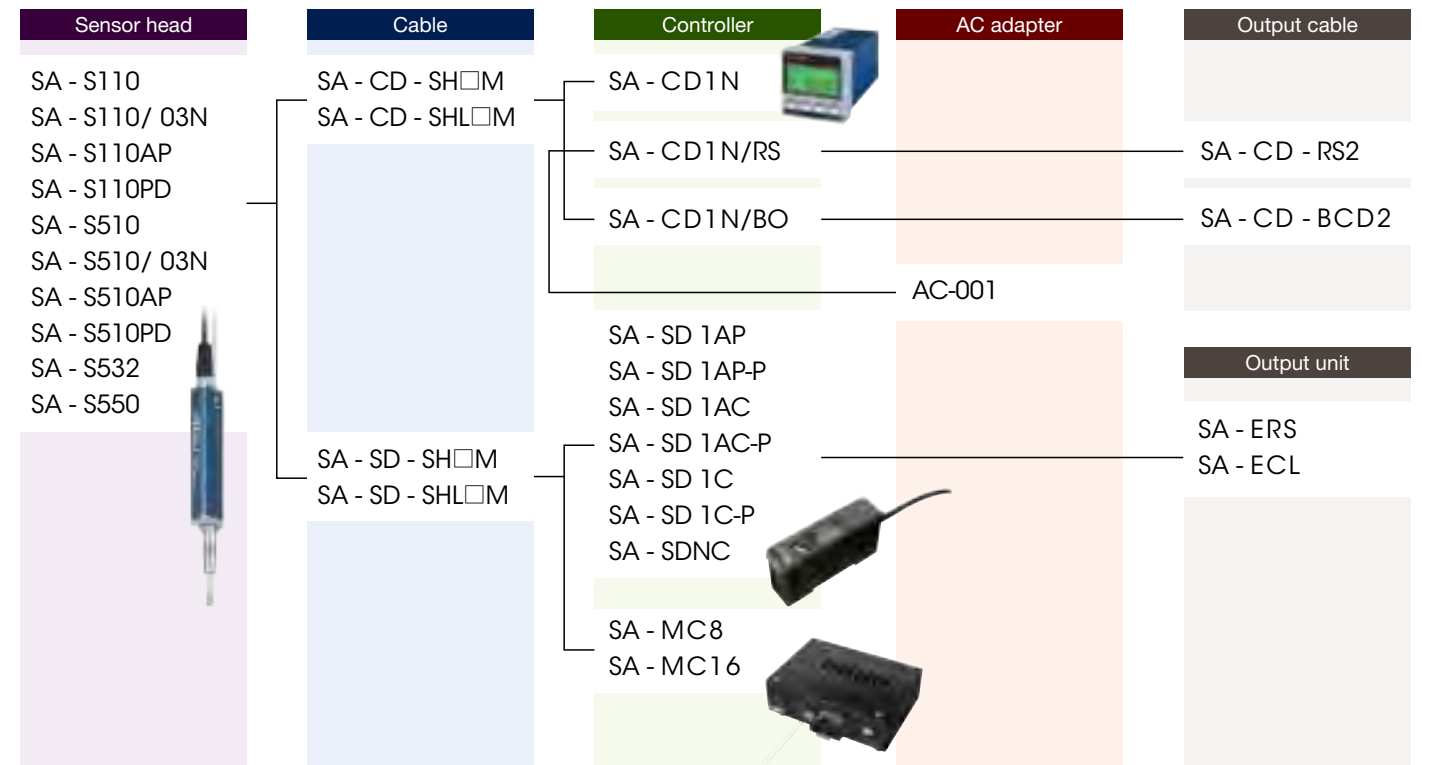 Sensor head
SA - S110
SA - S110/ 03N
SA - S110AP
SA - S110PD
SA - S510
SA - S510/ 03N
SA - S510AP
SA - S510PD
SA - S532
SA - S550
Cable
SA - CD - SH□M
SA - CD - SHL□M
SA - SD - SH□M
SA - SD - SHL□M
Controller
SA - CD1N
SA - CD1N/RS
SA - CD1N/BO
SA - SD 1AP
SA - SD 1AP-P
SA - SD 1AC
SA - SD 1AC-P
SA - SD 1C
SA - SD 1C-P
SA - SDNC
SA - MC8
SA - MC16
AC adapter
AC-001
Output cable
SA - CD - RS2
SA - CD - BCD2
Output unit
SA - ERS
SA - ECL